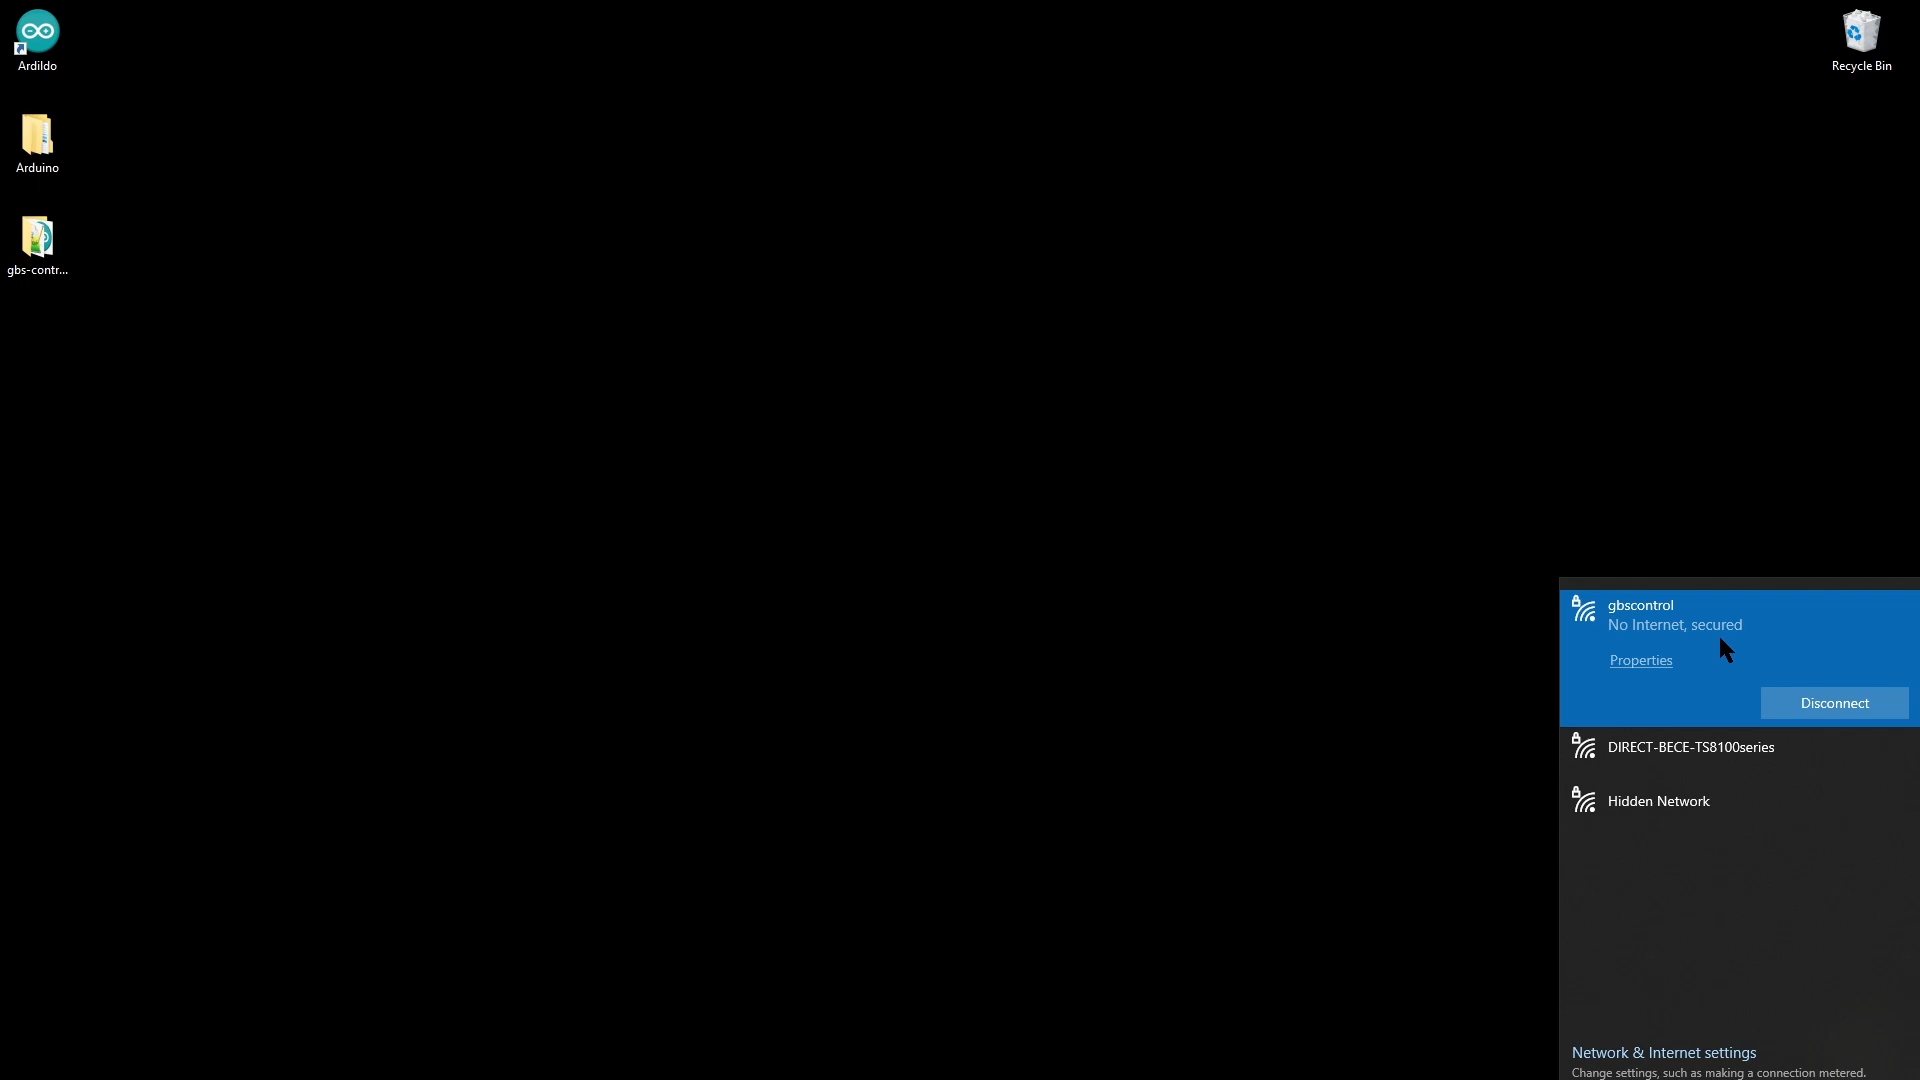 Ardildo
Recycle Bin
Arduino
gbs-contr...
gbscontrol
No Internet, secured
Properties
Disconnect
DIRECT-BECE-TS8100series
Hidden Network
Network & Internet settings
Change settings, such as making a connection metered.